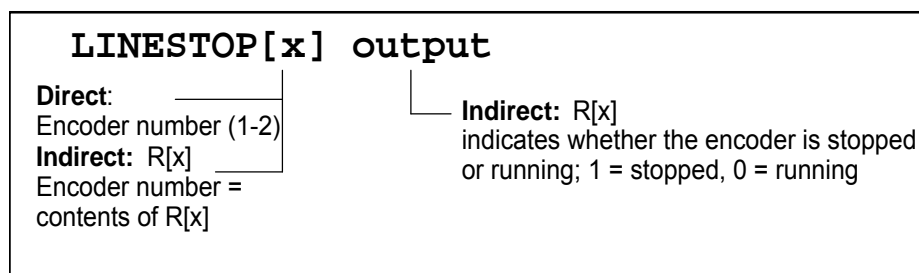 LINESTOP[x] output
Direct:
Encoder number (1-2)
Indirect: R[x]
Encoder number =
contents of R[x]
Indirect: R[x]
indicates whether the encoder is stopped
or running; 1 = stopped, 0 = running